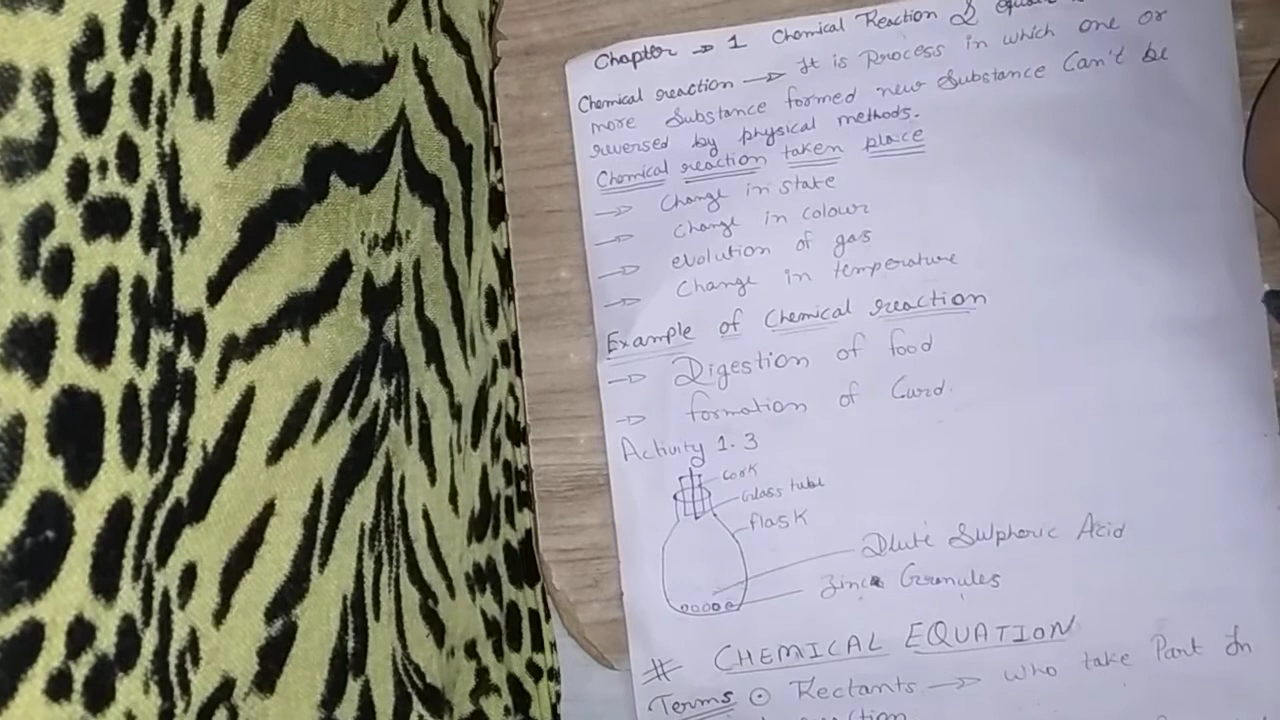 Chapter → 1 Chemical Reaction &
Chemical reaction → It is Process in which one or
more Substance formed new Substance Can't be
reversed by physical methods.
Chemical reaction taken place
→ Change in state
→ Change in colour
→ evolution of gas
→ Change in temperature
Example of Chemical reaction
→ Digestion of food
→ formation of Curd.
Activity 1.3
cork
Glass tube
flask
Dlute Sulphoric Acid
Zinc Granules
# CHEMICAL EQUATION
Terms ⊙ Rectants → who take Part In